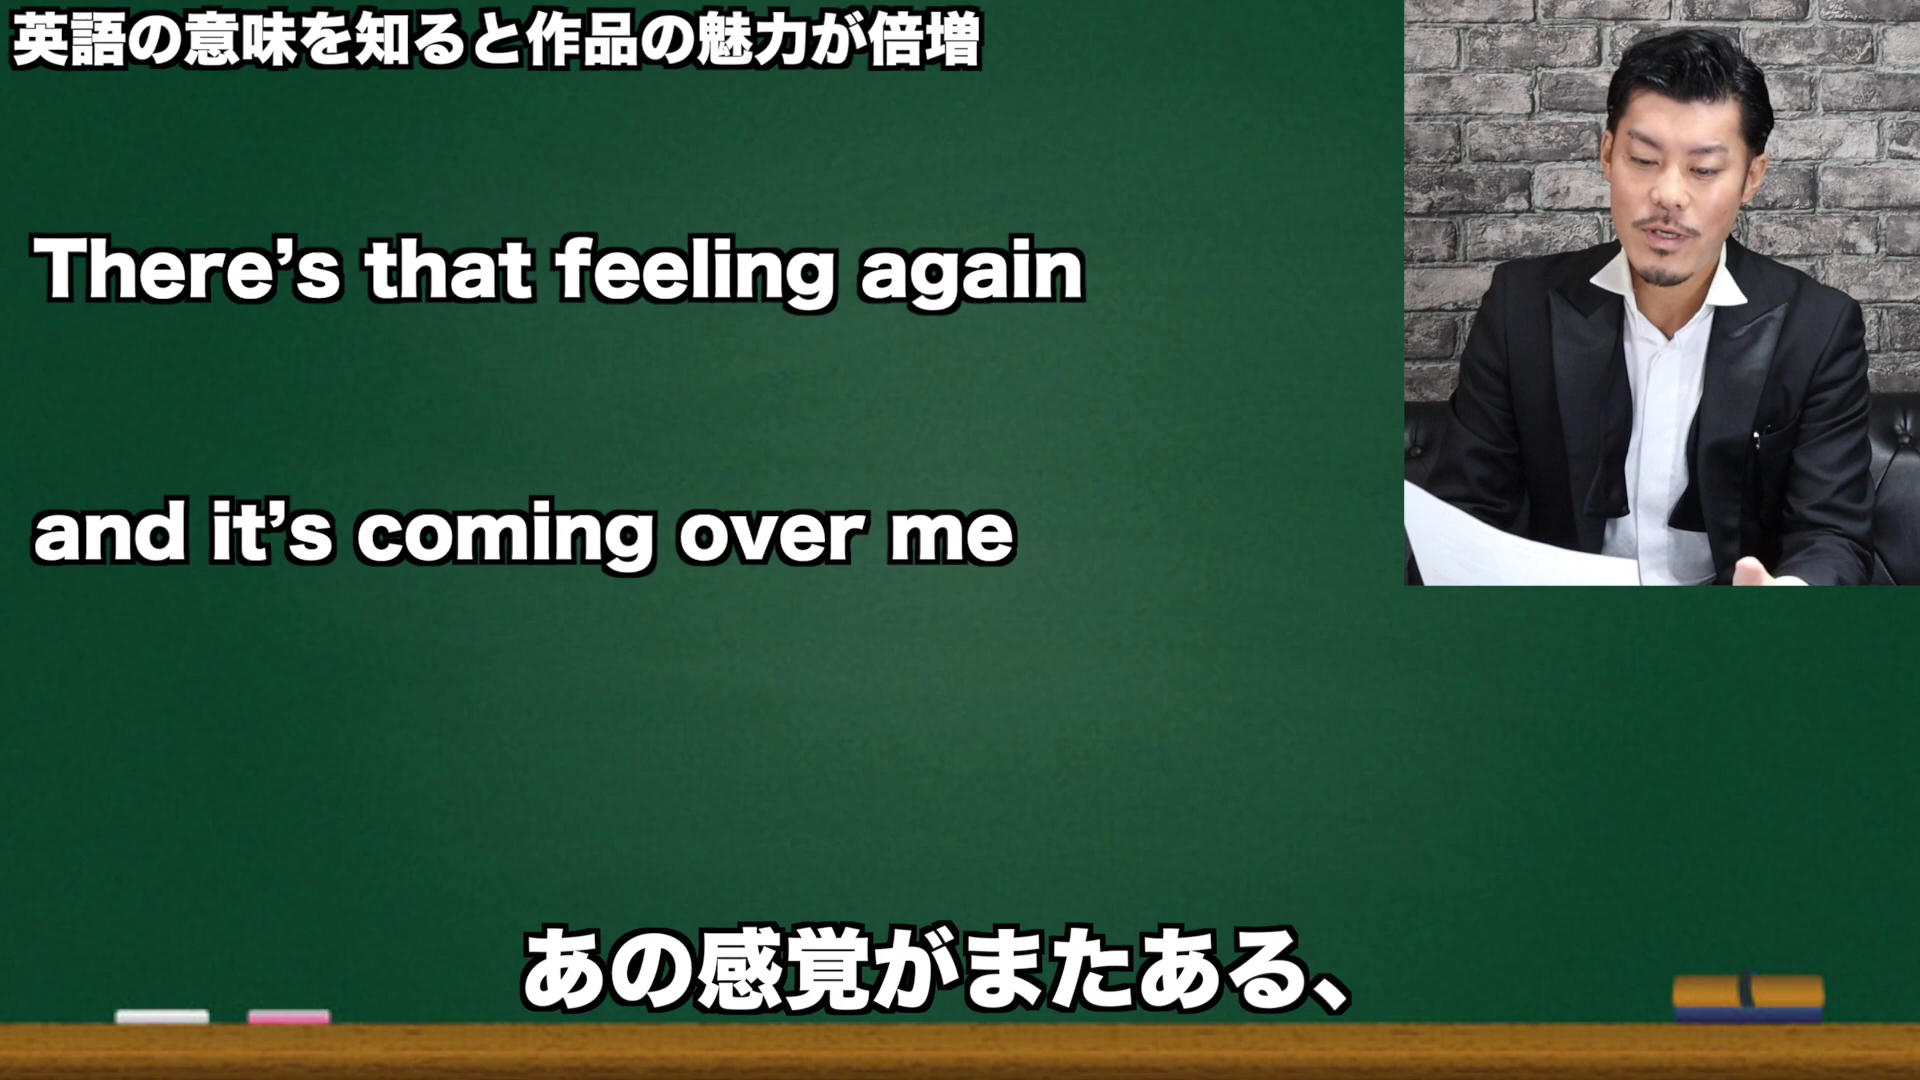 英語の意味を知ると作品の魅力が倍増
There’s that feeling again
and it’s coming over me
あの感覚がまたある、